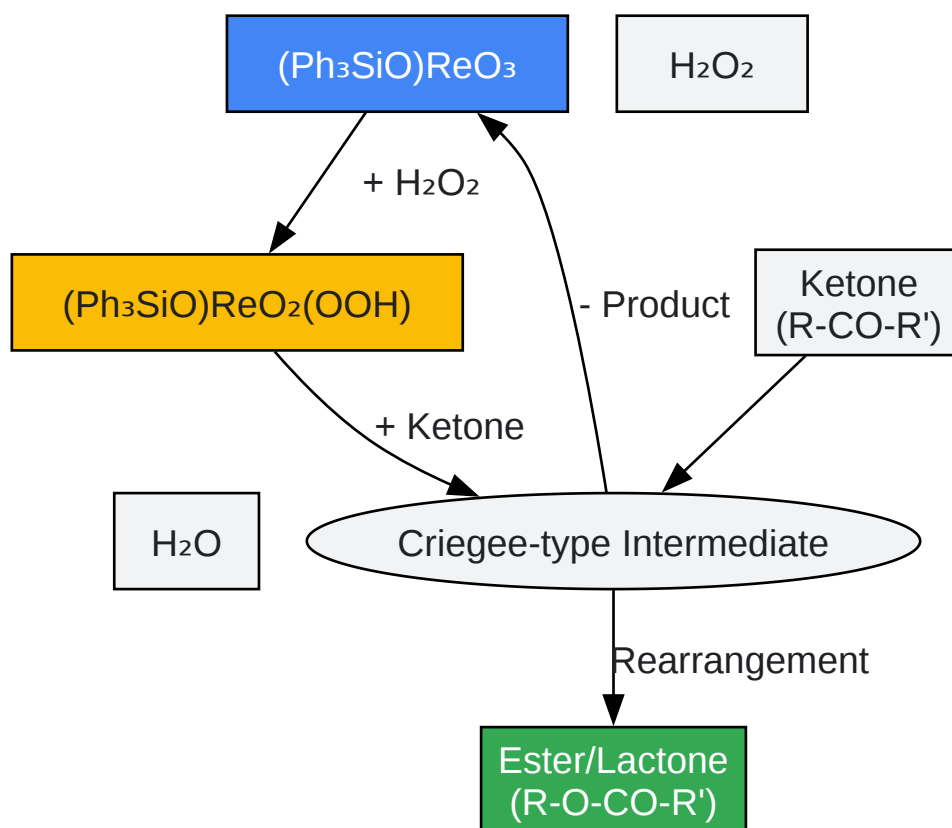 (Ph₃SiO)ReO₃
H₂O₂
+ H₂O₂
(Ph₃SiO)ReO₂(OOH)
- Product
Ketone
(R-CO-R')
+ Ketone
H₂O
Criegee-type Intermediate
Rearrangement
Ester/Lactone
(R-O-CO-R')